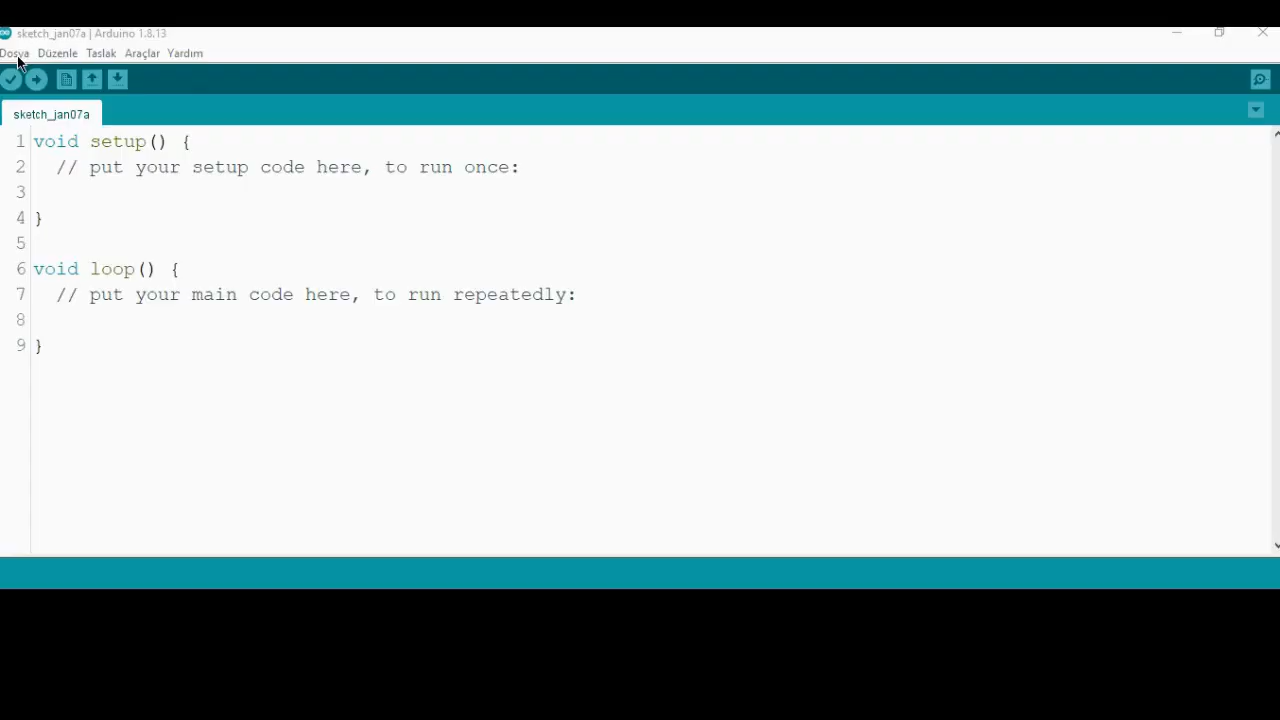 sketch_jan07a | Arduino 1.8.13
Dosya Düzenle Taslak Araçlar Yardım
sketch_jan07a
1 void setup() {
2 // put your setup code here, to run once:
3
4 }
5
6 void loop() {
7 // put your main code here, to run repeatedly:
8
9 }